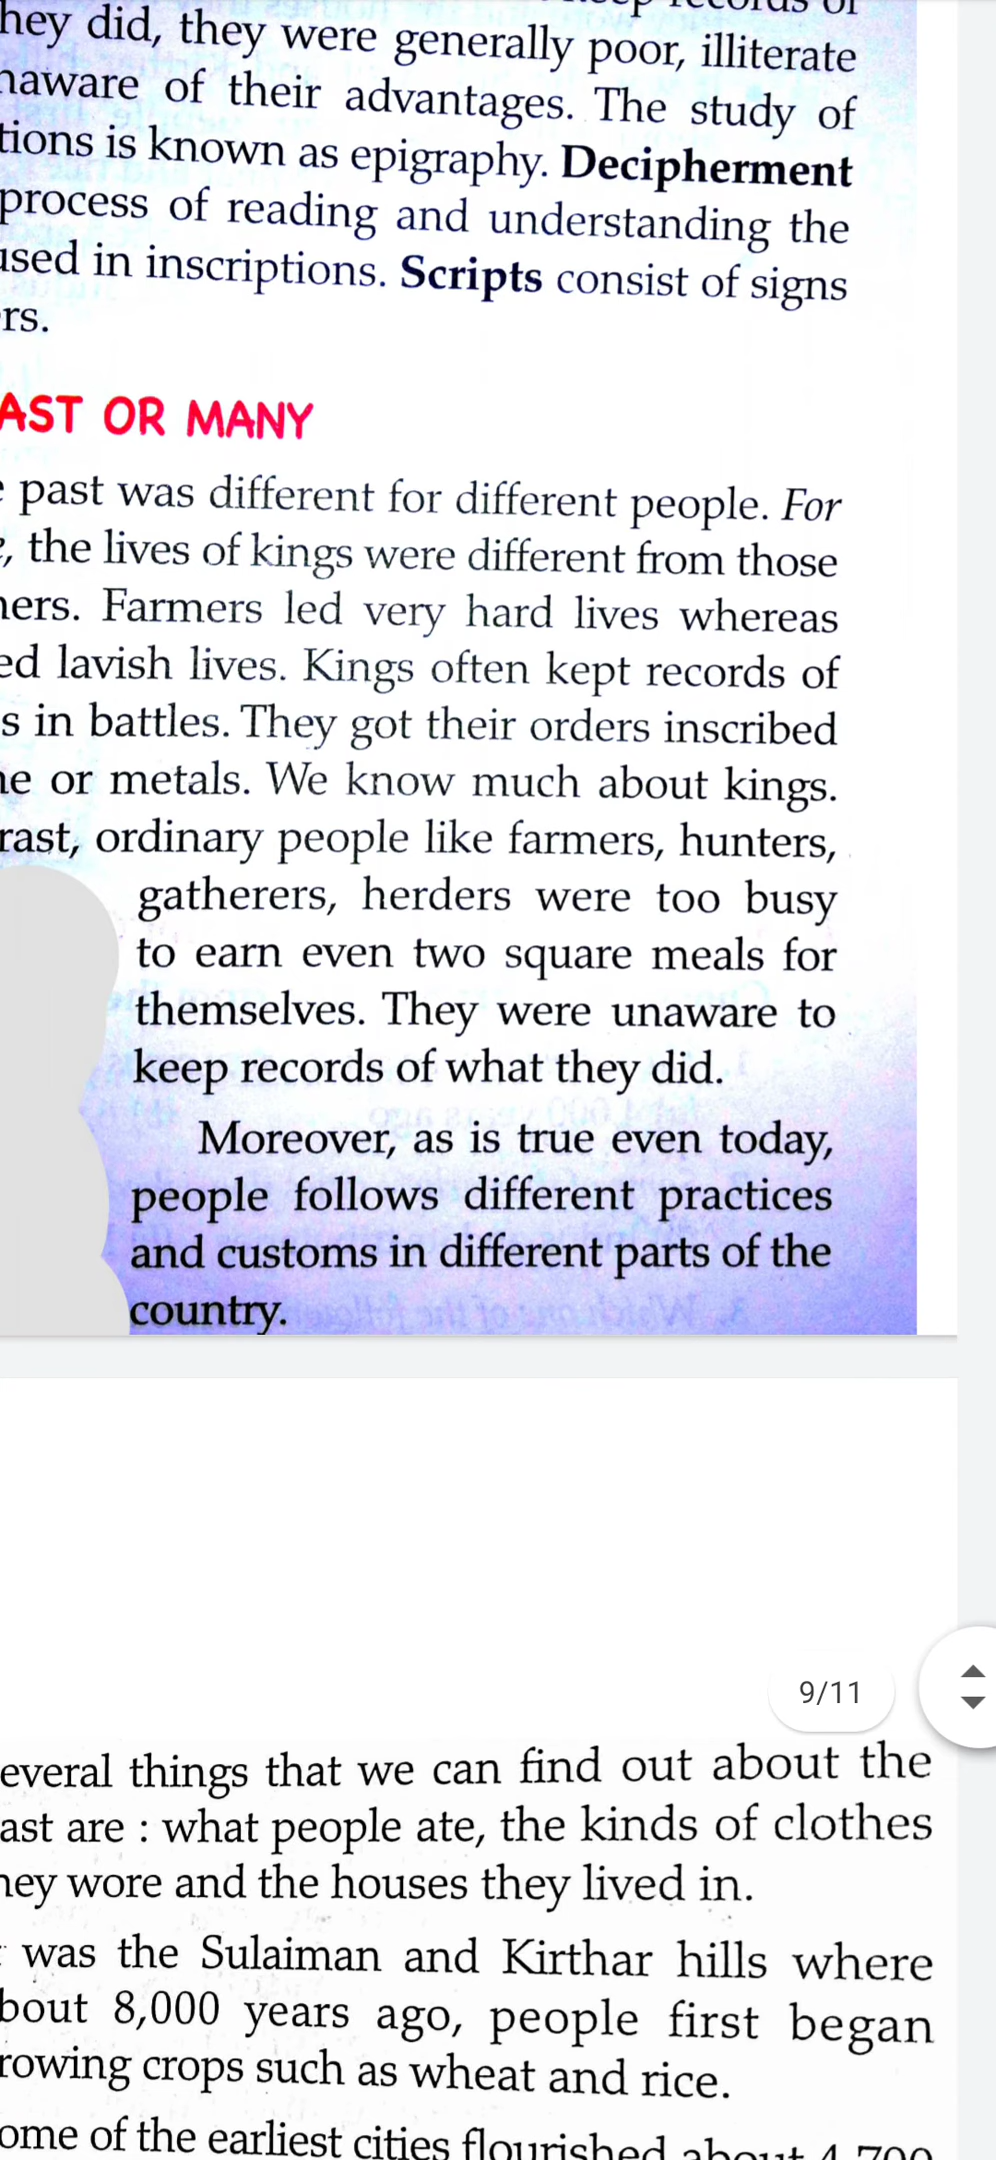 hey did, they were generally poor, illiterate
naware of their advantages. The study of
tions is known as epigraphy. Decipherment
process of reading and understanding the
used in inscriptions. Scripts consist of signs
rs.
AST OR MANY
past was different for different people. For
, the lives of kings were different from those
ners. Farmers led very hard lives whereas
ed lavish lives. Kings often kept records of
s in battles. They got their orders inscribed
ne or metals. We know much about kings.
rast, ordinary people like farmers, hunters,
gatherers, herders were too busy
to earn even two square meals for
themselves. They were unaware to
keep records of what they did.
Moreover, as is true even today,
people follows different practices
and customs in different parts of the
country.
9/11
everal things that we can find out about the
ast are : what people ate, the kinds of clothes
ey wore and the houses they lived in.
was the Sulaiman and Kirthar hills where
bout 8,000 years ago, people first began
rowing crops such as wheat and rice.
ome of the earliest cities flourished about 4,700